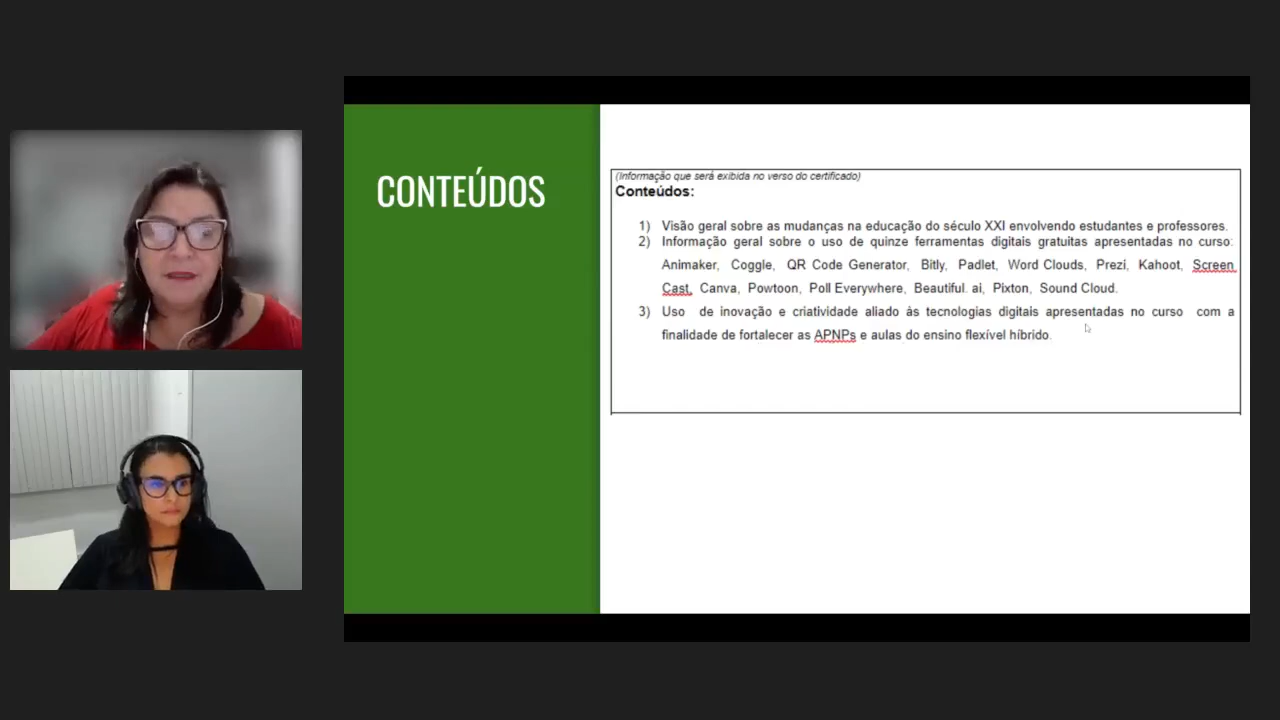 CONTEÚDOS
(Informação que será exibida no verso do certificado)
Conteúdos:
1) Visão geral sobre as mudanças na educação do século XXI envolvendo estudantes e professores.
2) Informação geral sobre o uso de quinze ferramentas digitais gratuitas apresentadas no curso:
Animaker, Coggle, QR Code Generator, Bitly, Padlet, Word Clouds, Prezi, Kahoot, Screen
Cast, Canva, Powtoon, Poll Everywhere, Beautiful. ai, Pixton, Sound Cloud.
3) Uso de inovação e criatividade aliado às tecnologias digitais apresentadas no curso com a
finalidade de fortalecer as APNPs e aulas do ensino flexível híbrido.